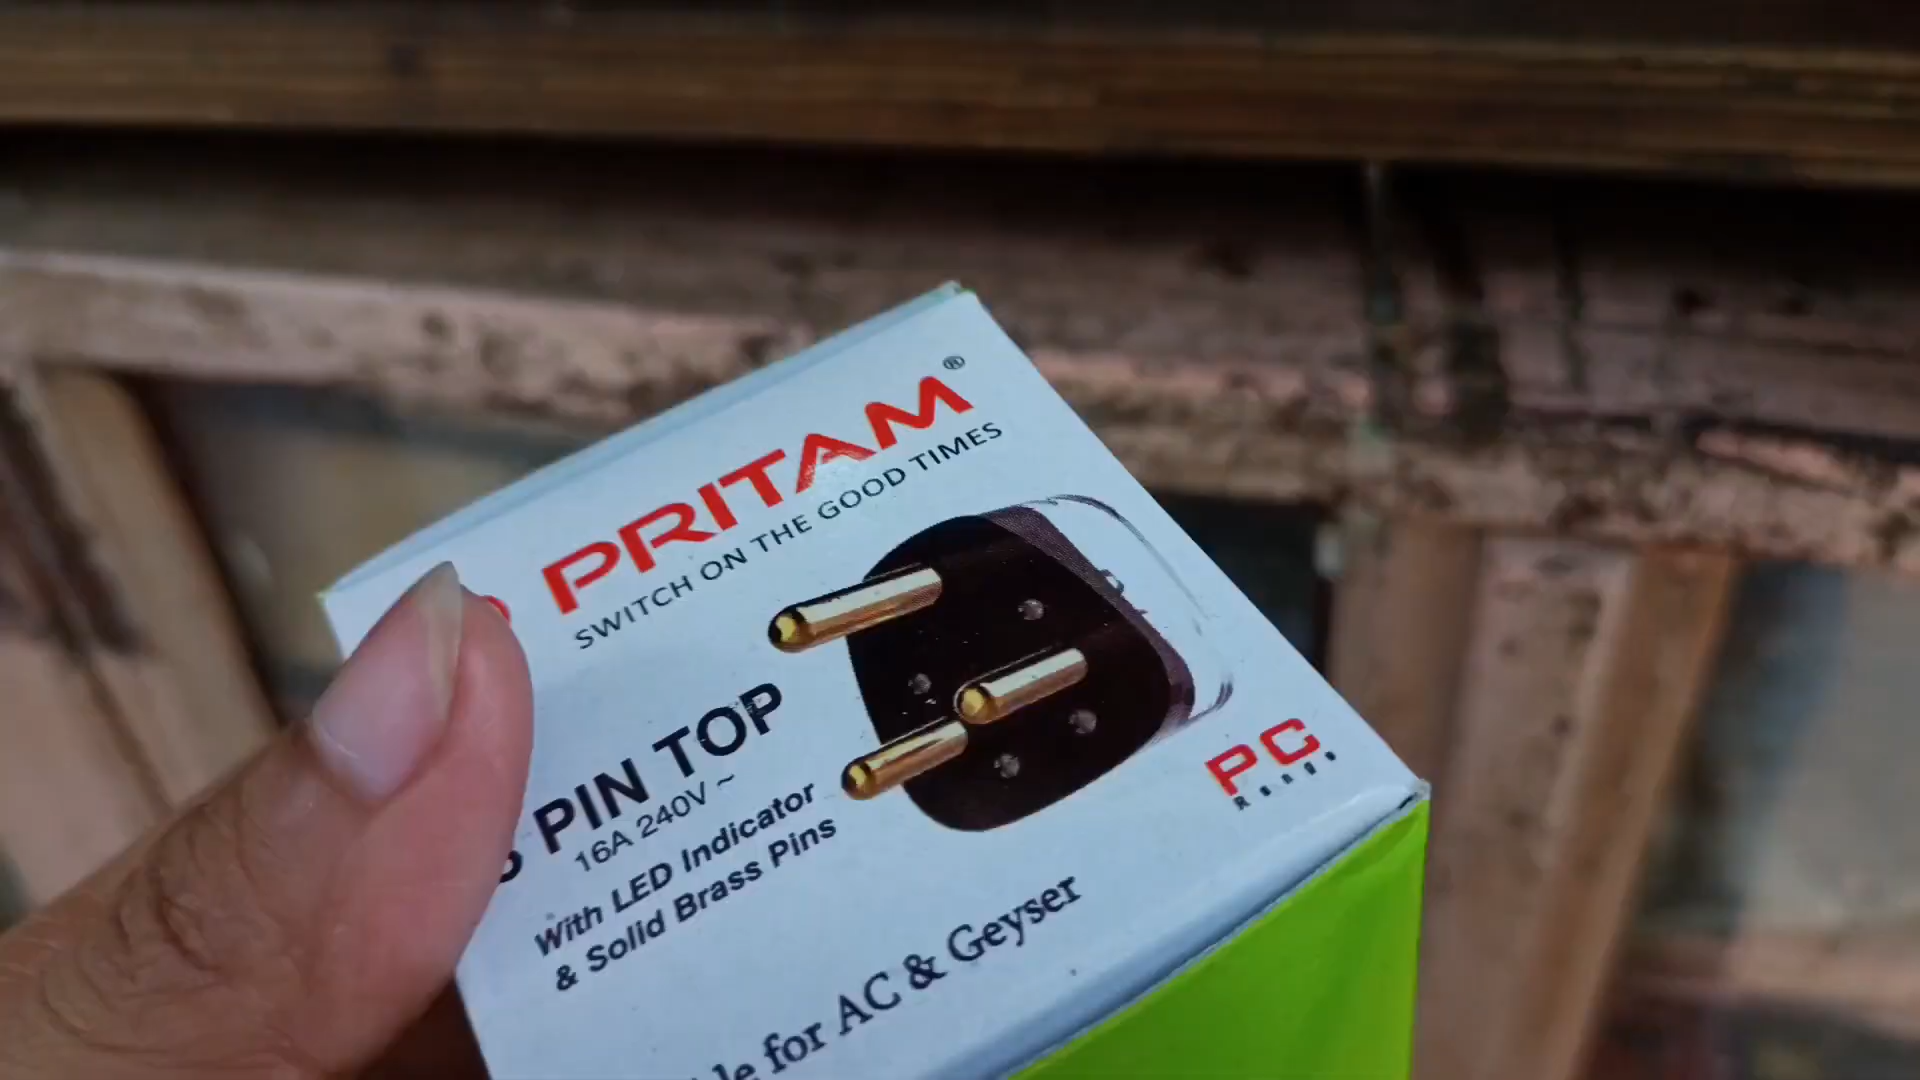 PRITAM®
SWITCH ON THE GOOD TIMES
PIN TOP
16A 240V ~
With LED Indicator
& Solid Brass Pins
for AC & Geyser
PC
Range